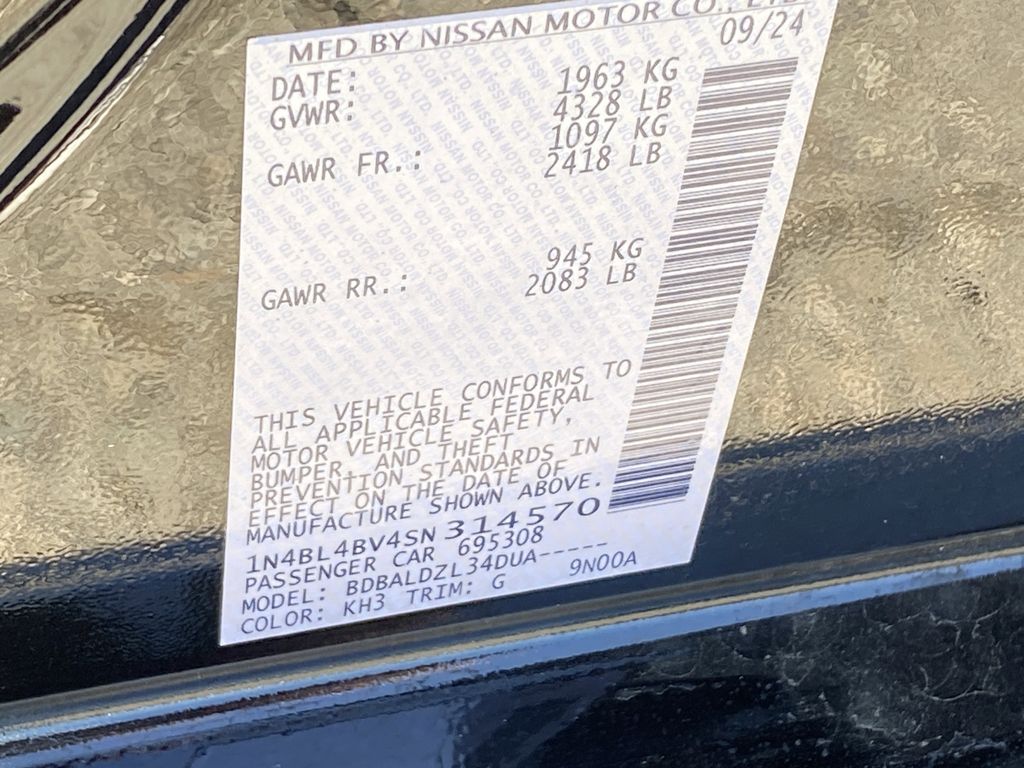 MFD BY NISSAN MOTOR CO., LTD
DATE: 09/24
GVWR: 1963 KG
4328 LB
GAWR FR.: 1097 KG
2418 LB
GAWR RR.: 945 KG
2083 LB
THIS VEHICLE CONFORMS TO
ALL APPLICABLE FEDERAL
MOTOR VEHICLE SAFETY,
BUMPER, AND THEFT
PREVENTION STANDARDS IN
EFFECT ON THE DATE OF
MANUFACTURE SHOWN ABOVE.
1N4BL4BV4SN314570
PASSENGER CAR 695308
MODEL: BDBALDZL34DUA-----
COLOR: KH3 TRIM: G 9N00A